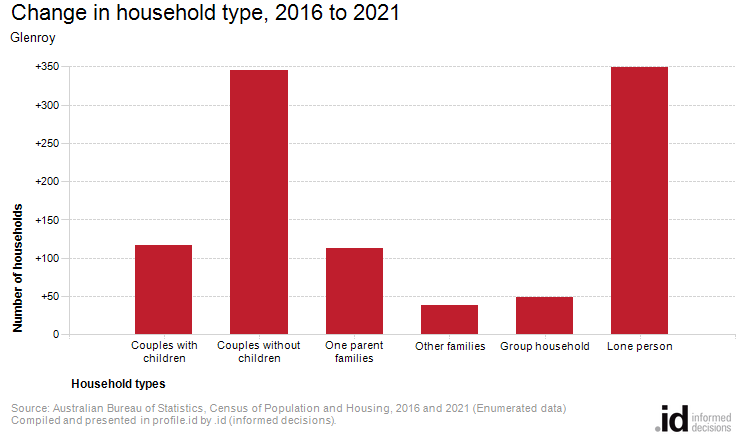 Change in household type, 2016 to 2021
Glenroy
Number of households
+350
+300
+250
+200
+150
+100
+50
0
Couples with children
Couples without children
One parent families
Other families
Group household
Lone person
Household types
Source: Australian Bureau of Statistics, Census of Population and Housing, 2016 and 2021 (Enumerated data)
Compiled and presented in profile.id by .id (informed decisions).
.id informed decisions